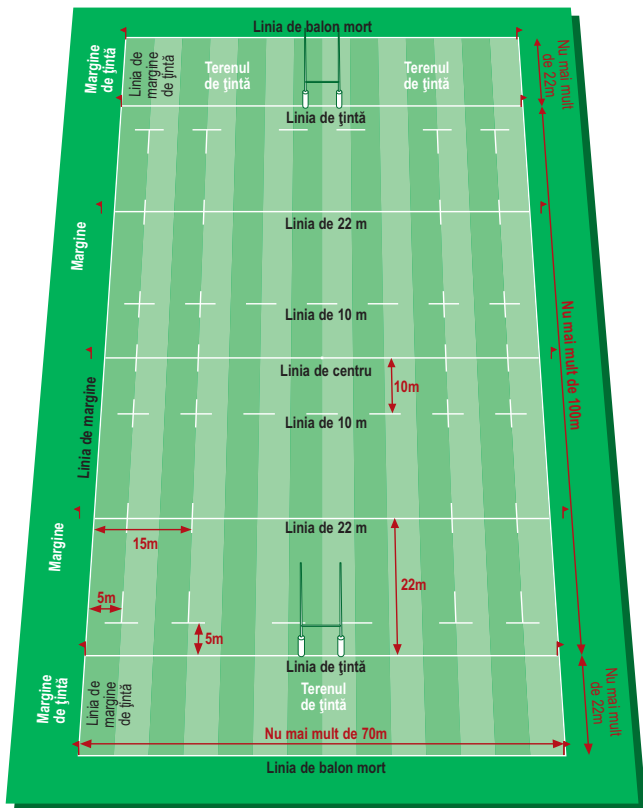 Linia de balon mort
Margine
de ţintă
Linia de
margine
de ţintă
Terenul
de ţintă
Terenul
de ţintă
Nu mai mult
de 22m
Linia de ţintă
Margine
Linia de 22 m
Linia de 10 m
Nu mai mult de 100m
Linia de centru
10m
Linia de margine
Linia de 10 m
Margine
Linia de 22 m
15m
22m
5m
5m
Linia de ţintă
Margine
de ţintă
Linia de
margine
de ţintă
Terenul
de ţintă
Nu mai mult
de 22m
Nu mai mult de 70m
Linia de balon mort